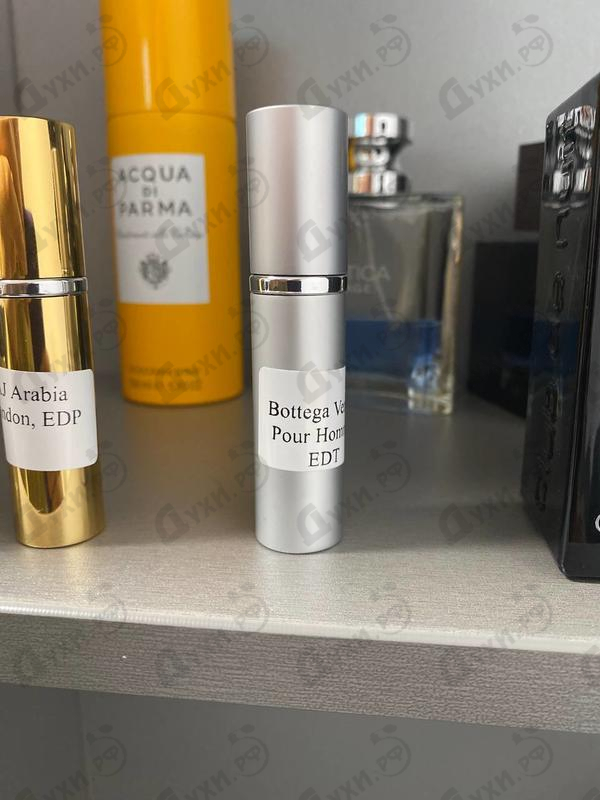 ACQUA
DI
PARMA
J Arabia
ndon, EDP
Bottega Ve
Pour Hom
EDT
Духи.РФ